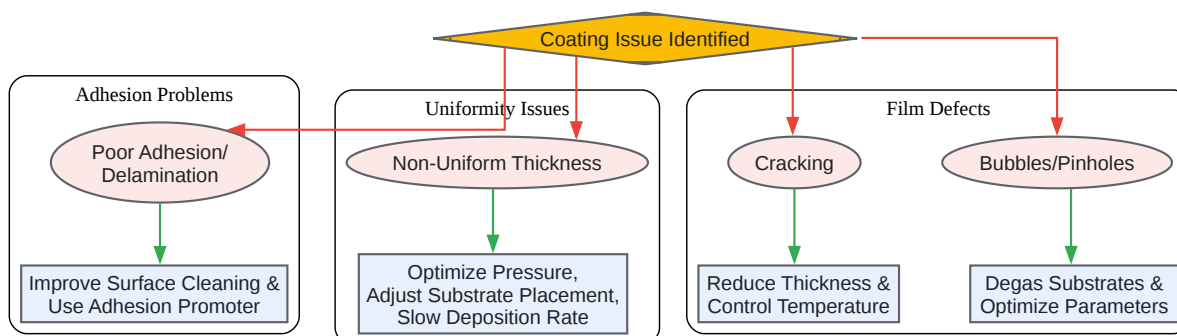 Coating Issue Identified
Adhesion Problems
Uniformity Issues
Film Defects
Poor Adhesion/
Delamination
Non-Uniform Thickness
Cracking
Bubbles/Pinholes
Improve Surface Cleaning &
Use Adhesion Promoter
Optimize Pressure,
Adjust Substrate Placement,
Slow Deposition Rate
Reduce Thickness &
Control Temperature
Degas Substrates &
Optimize Parameters